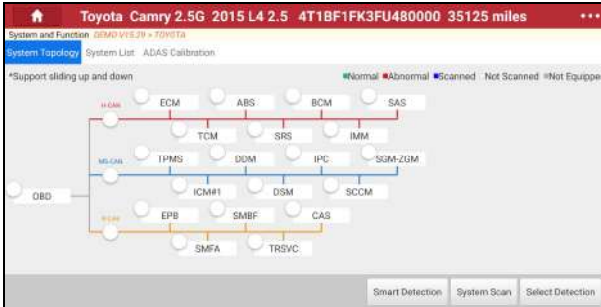 Toyota Camry 2.5G 2015 L4 2.5 4T1BF1FK3FU480000 35125 miles
System and Function DEMO V15.29 > TOYOTA
System Topology System List ADAS Calibration
*Support sliding up and down Normal Abnormal Scanned Not Scanned Not Equippe
H-CAN ECM ABS BCM SAS
TCM SRS IMM
MS-CAN TPMS DDM IPC SGM-ZGM
OBD ICM#1 DSM SCCM
EPB SMBF CAS
SMFA TRSVC
Smart Detection System Scan Select Detection